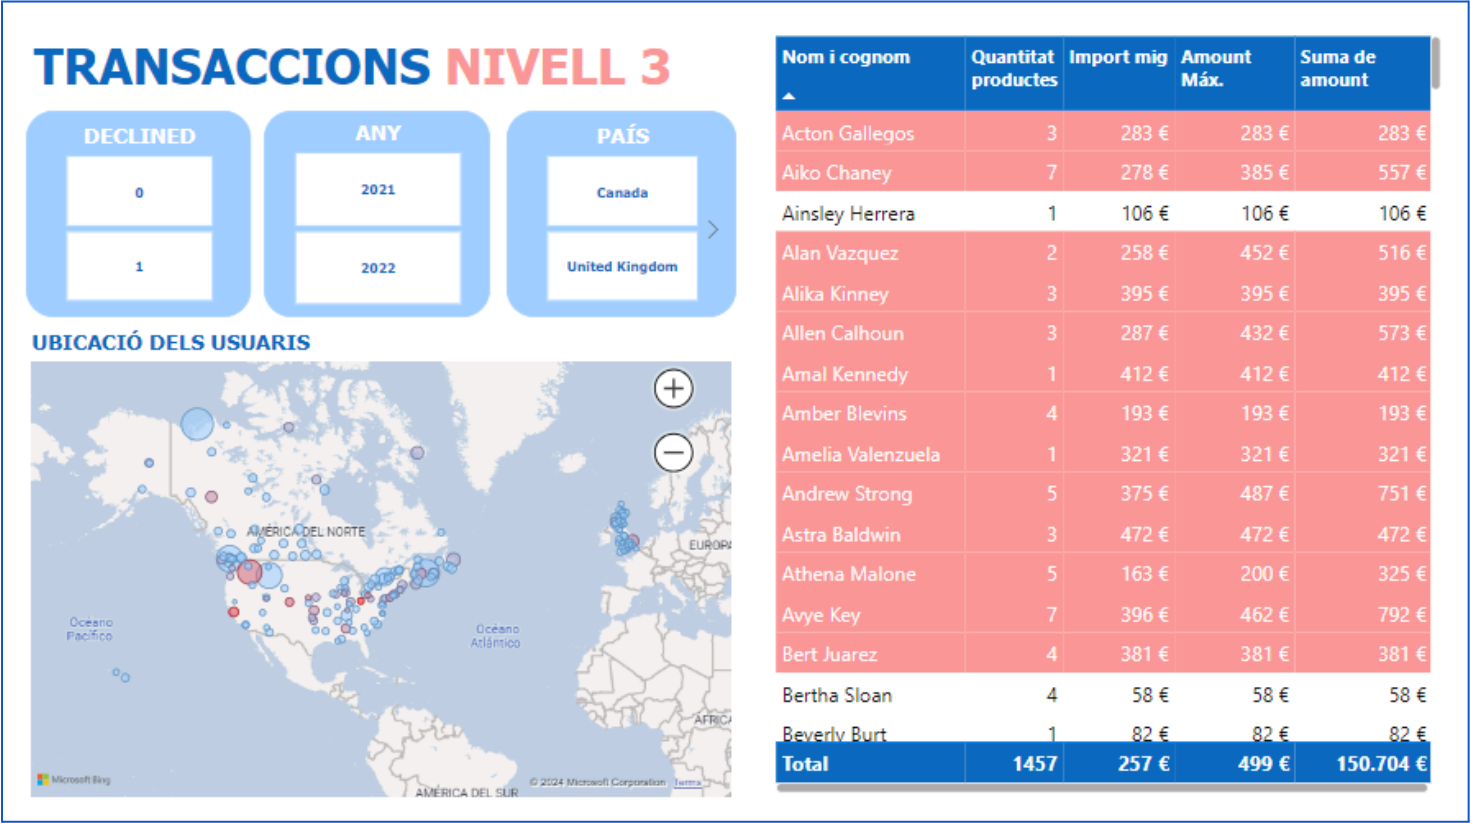 TRANSACCIONS NIVELL 3
DECLINED
0
1
ANY
2021
2022
PAÍS
Canada
United Kingdom
UBICACIÓ DELS USUARIS
AMÉRICA DEL NORTE
EUROPA
Océano
Pacífico
Océano
Atlántico
ÁFRICA
AMÉRICA DEL SUR
Microsoft Bing
© 2024 Microsoft Corporation Terms
Nom i cognom Quantitat productes Import mig Amount Máx. Suma de amount
Acton Gallegos 3 283 € 283 € 283 €
Aiko Chaney 7 278 € 385 € 557 €
Ainsley Herrera 1 106 € 106 € 106 €
Alan Vazquez 2 258 € 452 € 516 €
Alika Kinney 3 395 € 395 € 395 €
Allen Calhoun 3 287 € 432 € 573 €
Amal Kennedy 1 412 € 412 € 412 €
Amber Blevins 4 193 € 193 € 193 €
Amelia Valenzuela 1 321 € 321 € 321 €
Andrew Strong 5 375 € 487 € 751 €
Astra Baldwin 3 472 € 472 € 472 €
Athena Malone 5 163 € 200 € 325 €
Avye Key 7 396 € 462 € 792 €
Bert Juarez 4 381 € 381 € 381 €
Bertha Sloan 4 58 € 58 € 58 €
Beverly Burt 1 82 € 82 € 82 €
Total 1457 257 € 499 € 150.704 €